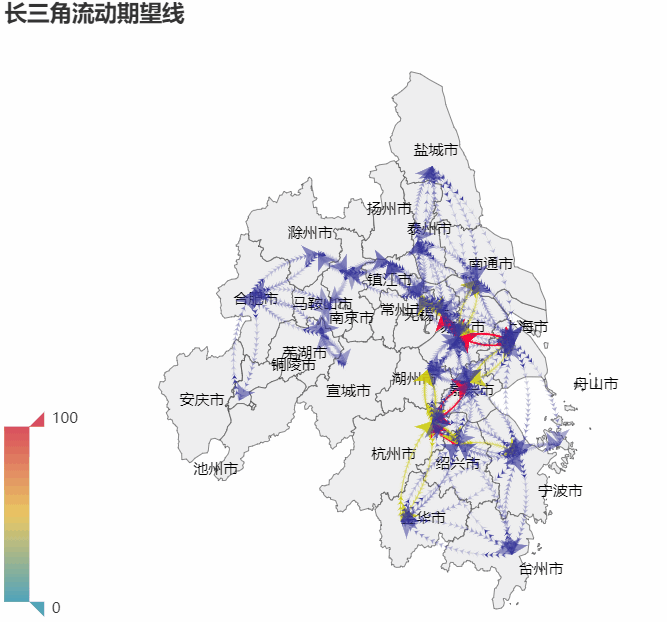 长三角流动期望线
盐城市
扬州市
泰州市
滁州市
南通市
镇江市
合肥市
马鞍山市
常州市
无锡
南京市
市
上海市
芜湖市
铜陵市
湖州
嘉兴市
宣城市
舟山市
安庆市
杭州市
绍兴市
池州市
宁波市
金华市
台州市
100
0